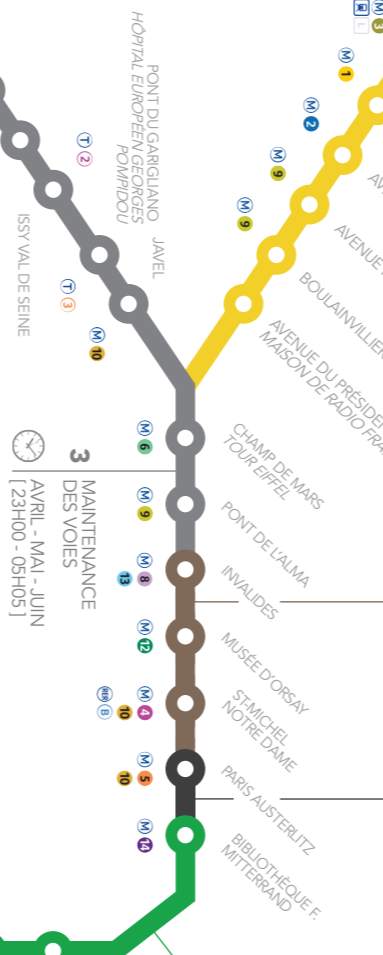 M 3
L
M 1
M 2
M 9
M 9
AVENUE
BOULAINVILLIER
AVENUE DU PRÉSIDEN
MAISON DE RADIO FRA
PONT DU GARIGLIANO
HÔPITAL EUROPÉEN GEORGES
POMPIDOU
T 2
JAVEL
ISSY VAL DE SEINE
T 3
M 10
M 6
CHAMP DE MARS
TOUR EIFFEL
3
MAINTENANCE
DES VOIES
AVRIL - MAI - JUIN
[ 23H00 - 05H05 ]
M 9
PONT DE L'ALMA
M 8
13
INVALIDES
M 12
MUSÉE D'ORSAY
M 4
10
RER B
ST-MICHEL
NOTRE DAME
M 5
10
PARIS AUSTERLITZ
M 14
BIBLIOTHÈQUE F.
MITTERRAND